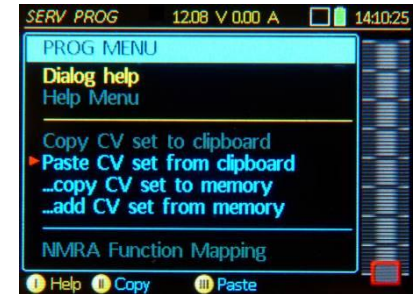 SERV PROG 12.08 V 0.00 A 14:10:25
PROG MENU
Dialog help
Help Menu
Copy CV set to clipboard
Paste CV set from clipboard
...copy CV set to memory
...add CV set from memory
NMRA Function Mapping
I Help II Copy III Paste